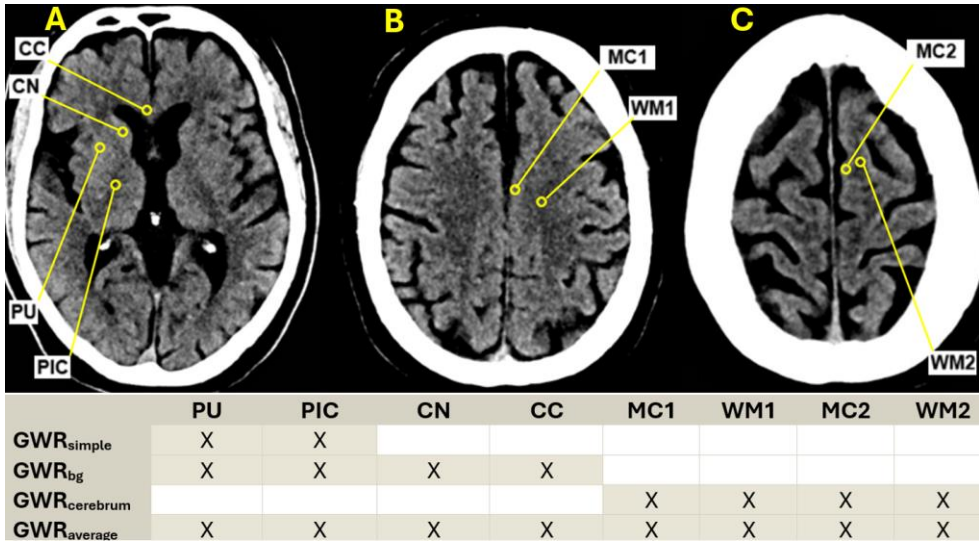 A
B
C
CC
CN
PU
PIC
MC1
WM1
MC2
WM2
PU PIC CN CC MC1 WM1 MC2 WM2
GWRsimple X X
GWRbg X X X X
GWRcerebrum X X X X
GWRaverage X X X X X X X X